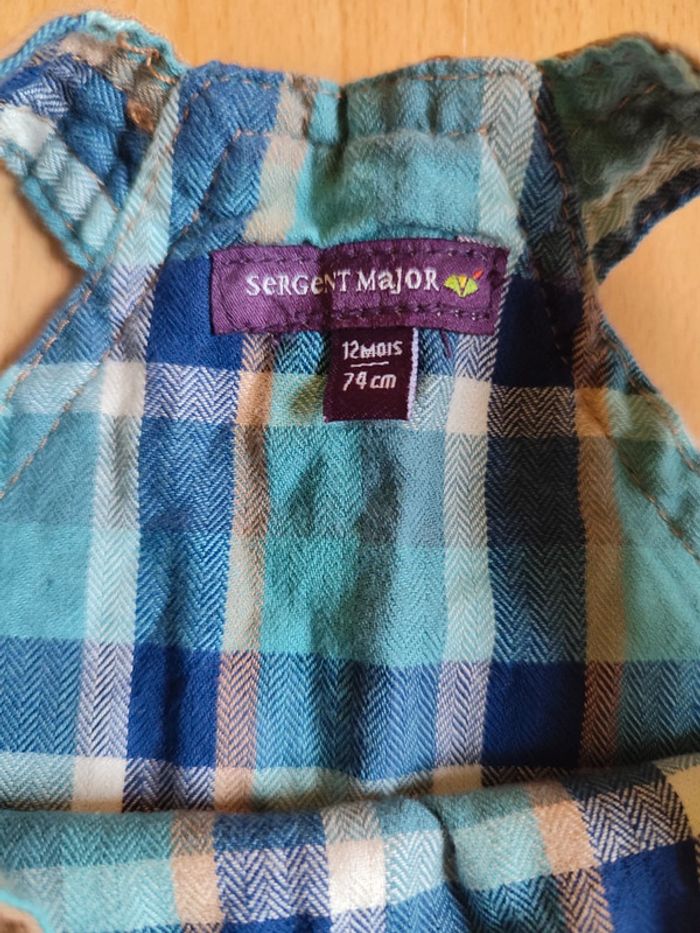 SeRGeNT MaJOR
12MOIS
74cm